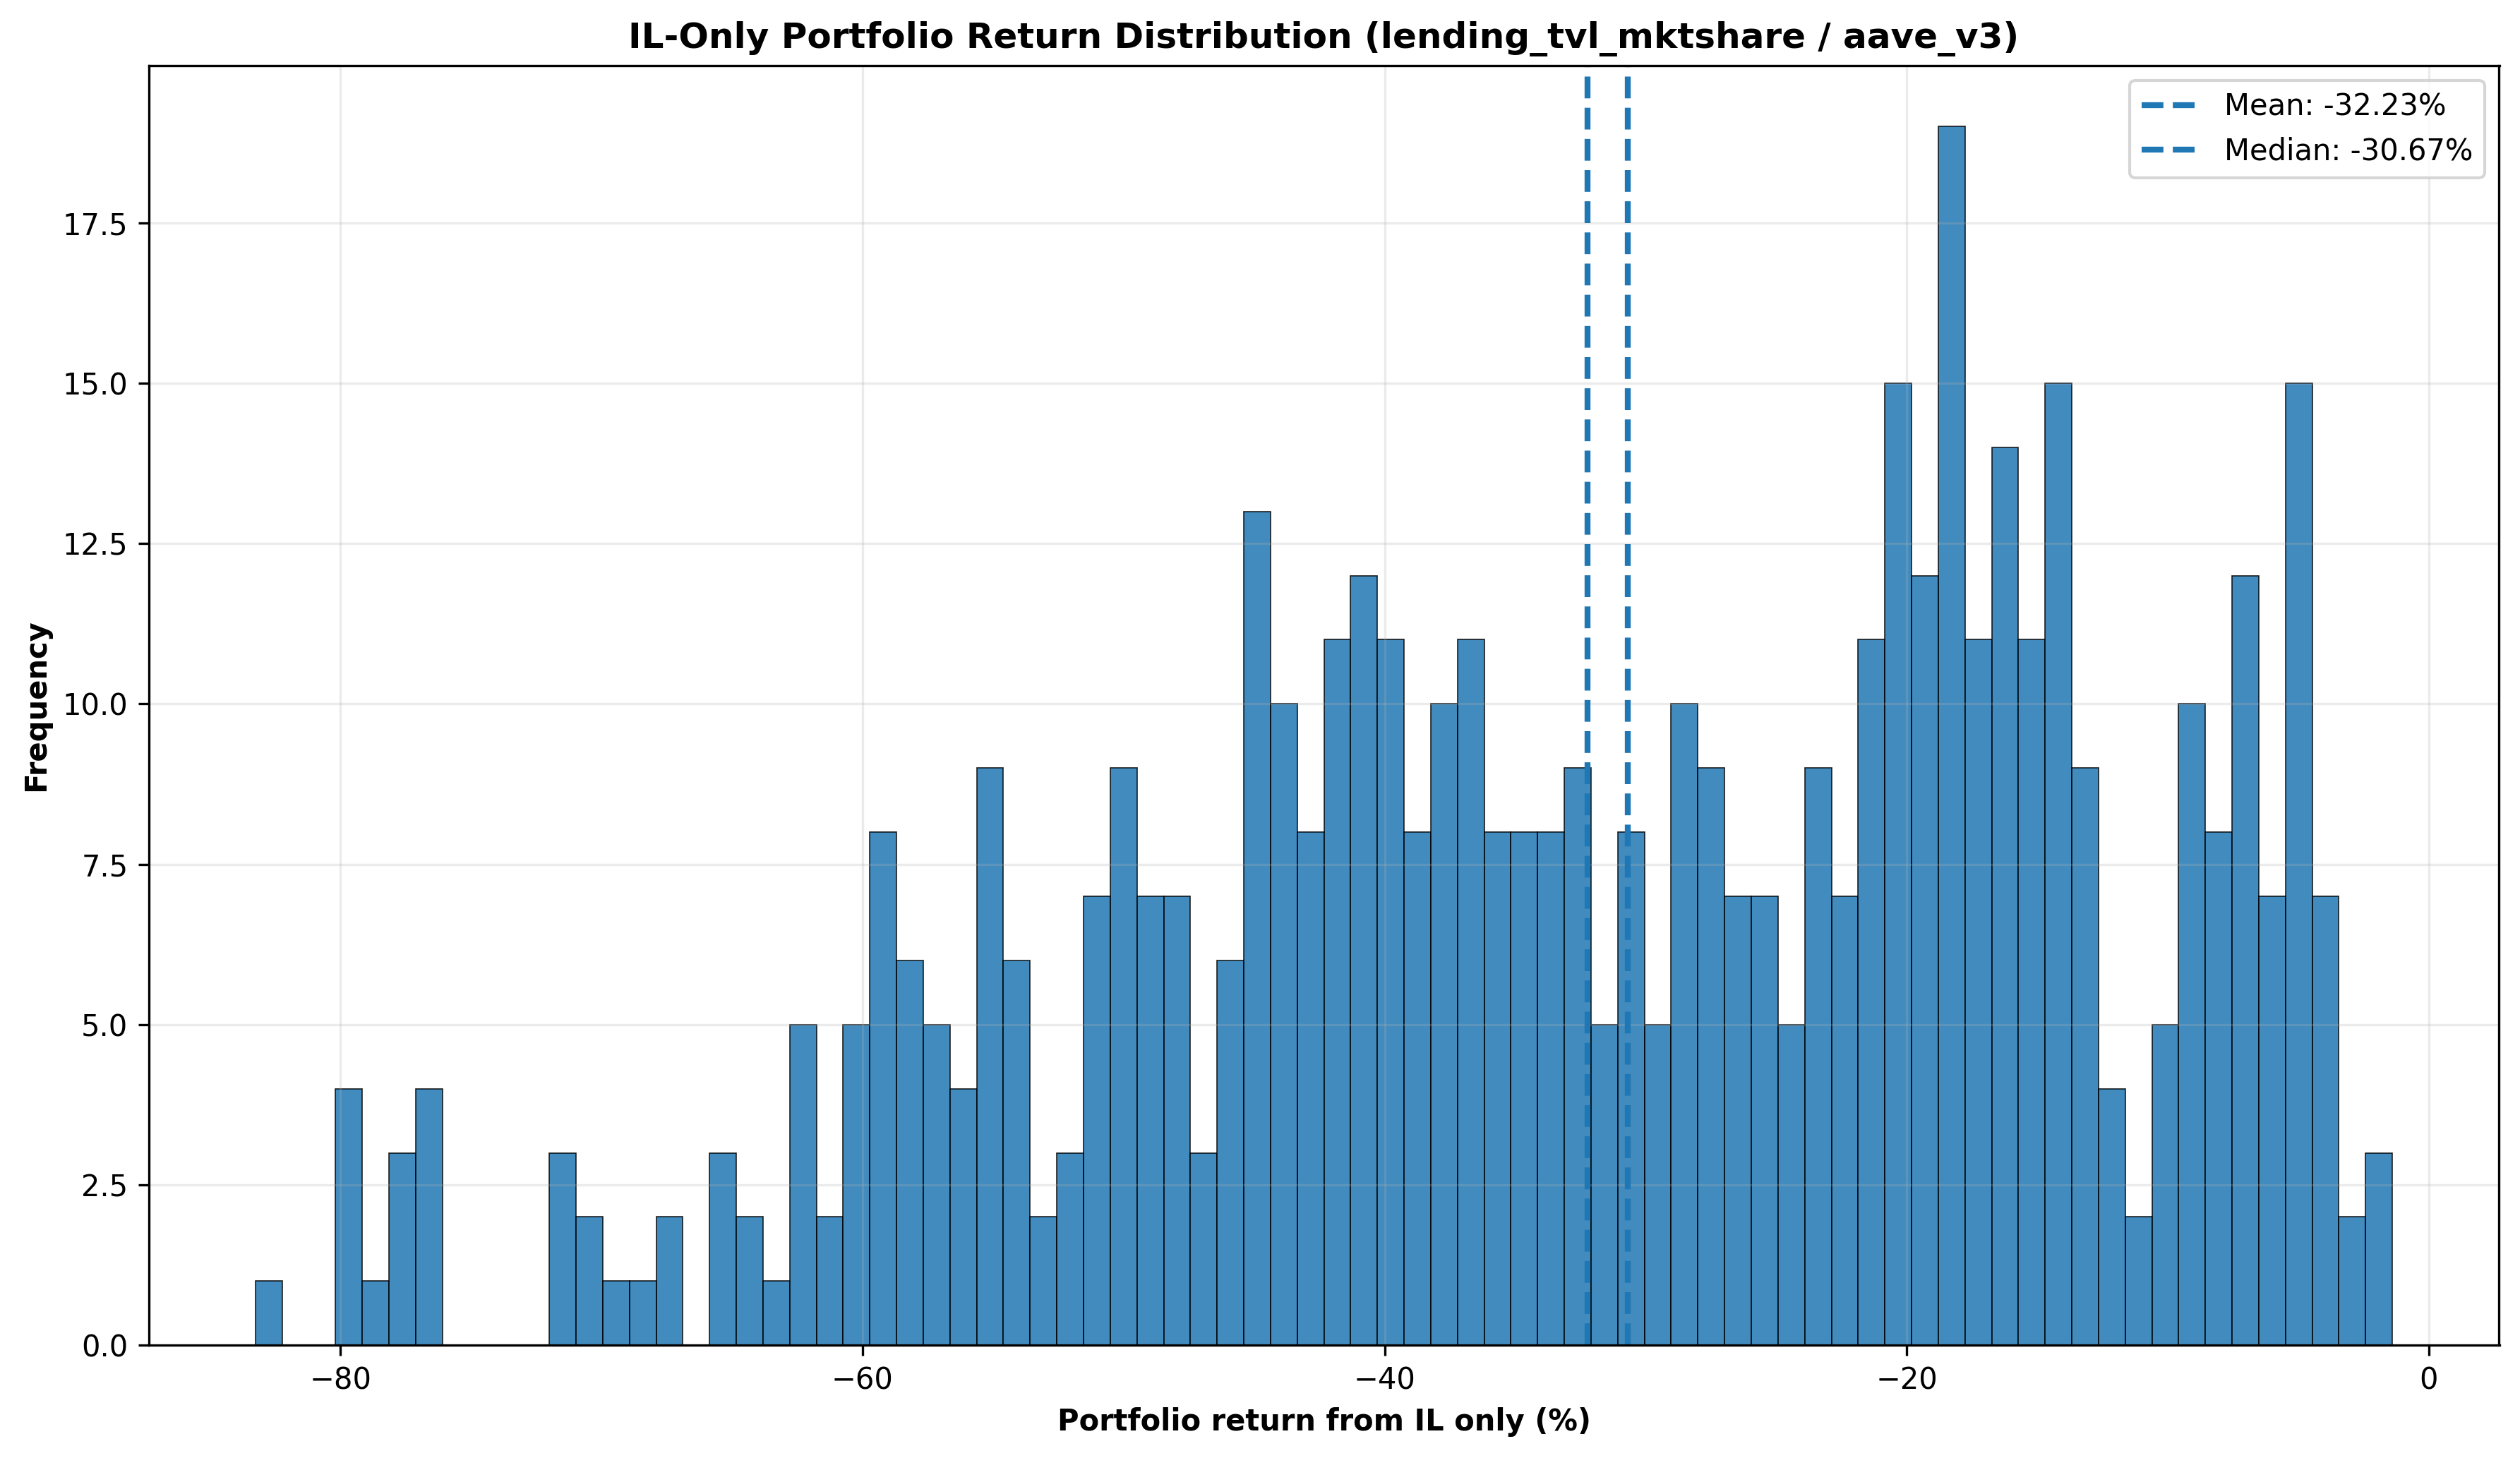 IL-Only Portfolio Return Distribution (lending_tvl_mktshare / aave_v3)
Mean: -32.23%
Median: -30.67%
17.5
15.0
12.5
10.0
7.5
5.0
2.5
0.0
Frequency
−80
−60
−40
−20
0
Portfolio return from IL only (%)